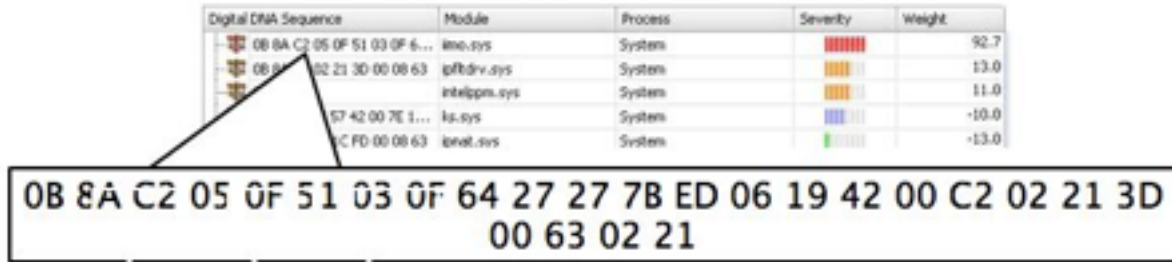 Digital DNA Sequence Module Process Severity Weight
0B 8A C2 05 0F 51 03 0F 6... iimo.sys System 92.7
0B 8A 02 21 3D 00 08 63 ipfltdrv.sys System 13.0
intelppm.sys System 11.0
57 42 00 7E 1... ks.sys System -10.0
1C FD 00 08 63 ipnat.sys System -13.0
0B 8A C2 05 0F 51 03 0F 64 27 27 7B ED 06 19 42 00 C2 02 21 3D
00 63 02 21